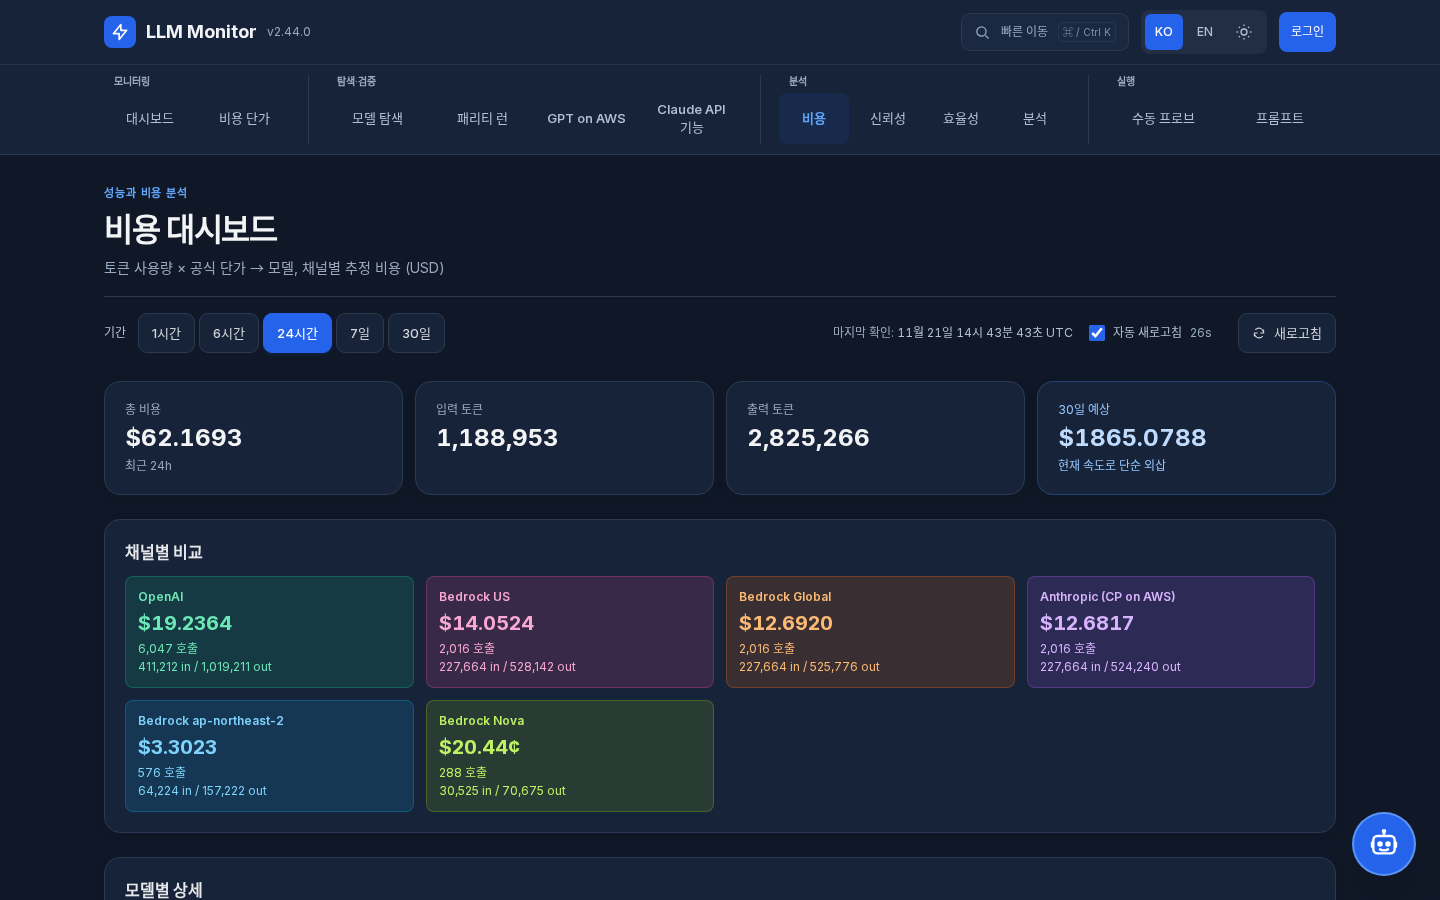 LLM Monitor v2.44.0
빠른 이동 ⌘ / Ctrl K
KO EN
로그인
모니터링
대시보드 비용 단가
탐색·검증
모델 탐색 패리티 런 GPT on AWS Claude API 기능
분석
비용 신뢰성 효율성 분석
실행
수동 프로브 프롬프트
성능과 비용 분석
비용 대시보드
토큰 사용량 × 공식 단가 → 모델, 채널별 추정 비용 (USD)
기간 1시간 6시간 24시간 7일 30일
마지막 확인: 11월 21일 14시 43분 43초 UTC 자동 새로고침 26s 새로고침
총 비용
$62.1693
최근 24h
입력 토큰
1,188,953
출력 토큰
2,825,266
30일 예상
$1865.0788
현재 속도로 단순 외삽
채널별 비교
OpenAI
$19.2364
6,047 호출
411,212 in / 1,019,211 out
Bedrock US
$14.0524
2,016 호출
227,664 in / 528,142 out
Bedrock Global
$12.6920
2,016 호출
227,664 in / 525,776 out
Anthropic (CP on AWS)
$12.6817
2,016 호출
227,664 in / 524,240 out
Bedrock ap-northeast-2
$3.3023
576 호출
64,224 in / 157,222 out
Bedrock Nova
$20.44¢
288 호출
30,525 in / 70,675 out
모델별 상세